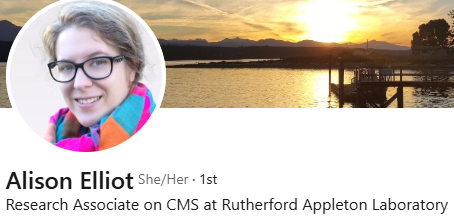 Alison Elliot She/Her · 1st
Research Associate on CMS at Rutherford Appleton Laboratory